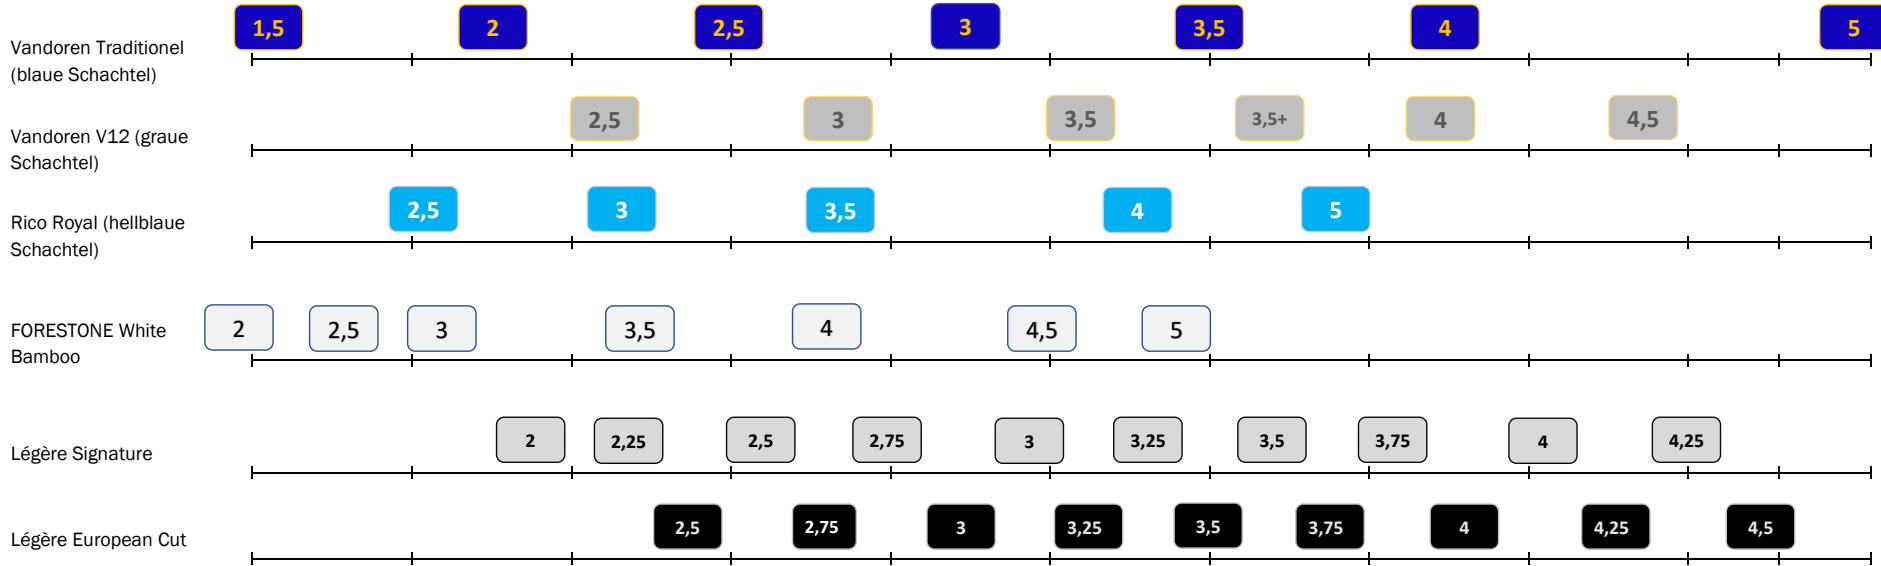 1,5 2 2,5 3 3,5 4 5
Vandoren Traditionel
(blaue Schachtel)
2,5 3 3,5 3,5+ 4 4,5
Vandoren V12 (graue
Schachtel)
2,5 3 3,5 4 5
Rico Royal (hellblaue
Schachtel)
2 2,5 3 3,5 4 4,5 5
FORESTONE White
Bamboo
2 2,25 2,5 2,75 3 3,25 3,5 3,75 4 4,25
Légère Signature
2,5 2,75 3 3,25 3,5 3,75 4 4,25 4,5
Légère European Cut